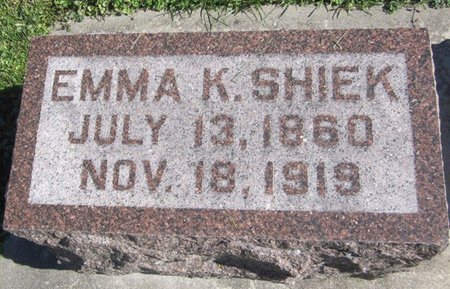 EMMA K. SHIEK
JULY 13, 1860
NOV. 18, 1919